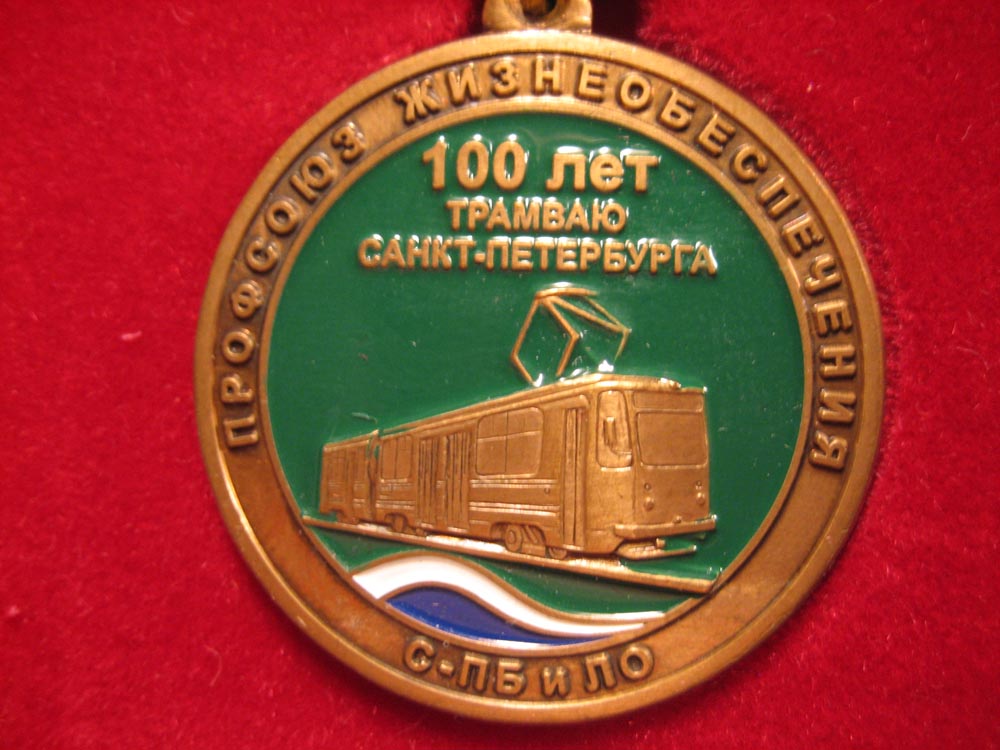 ПРОФСОЮЗ ЖИЗНЕОБЕСПЕЧЕНИЯ
100 лет
ТРАМВАЮ
САНКТ-ПЕТЕРБУРГА
С-ПБ и ЛО